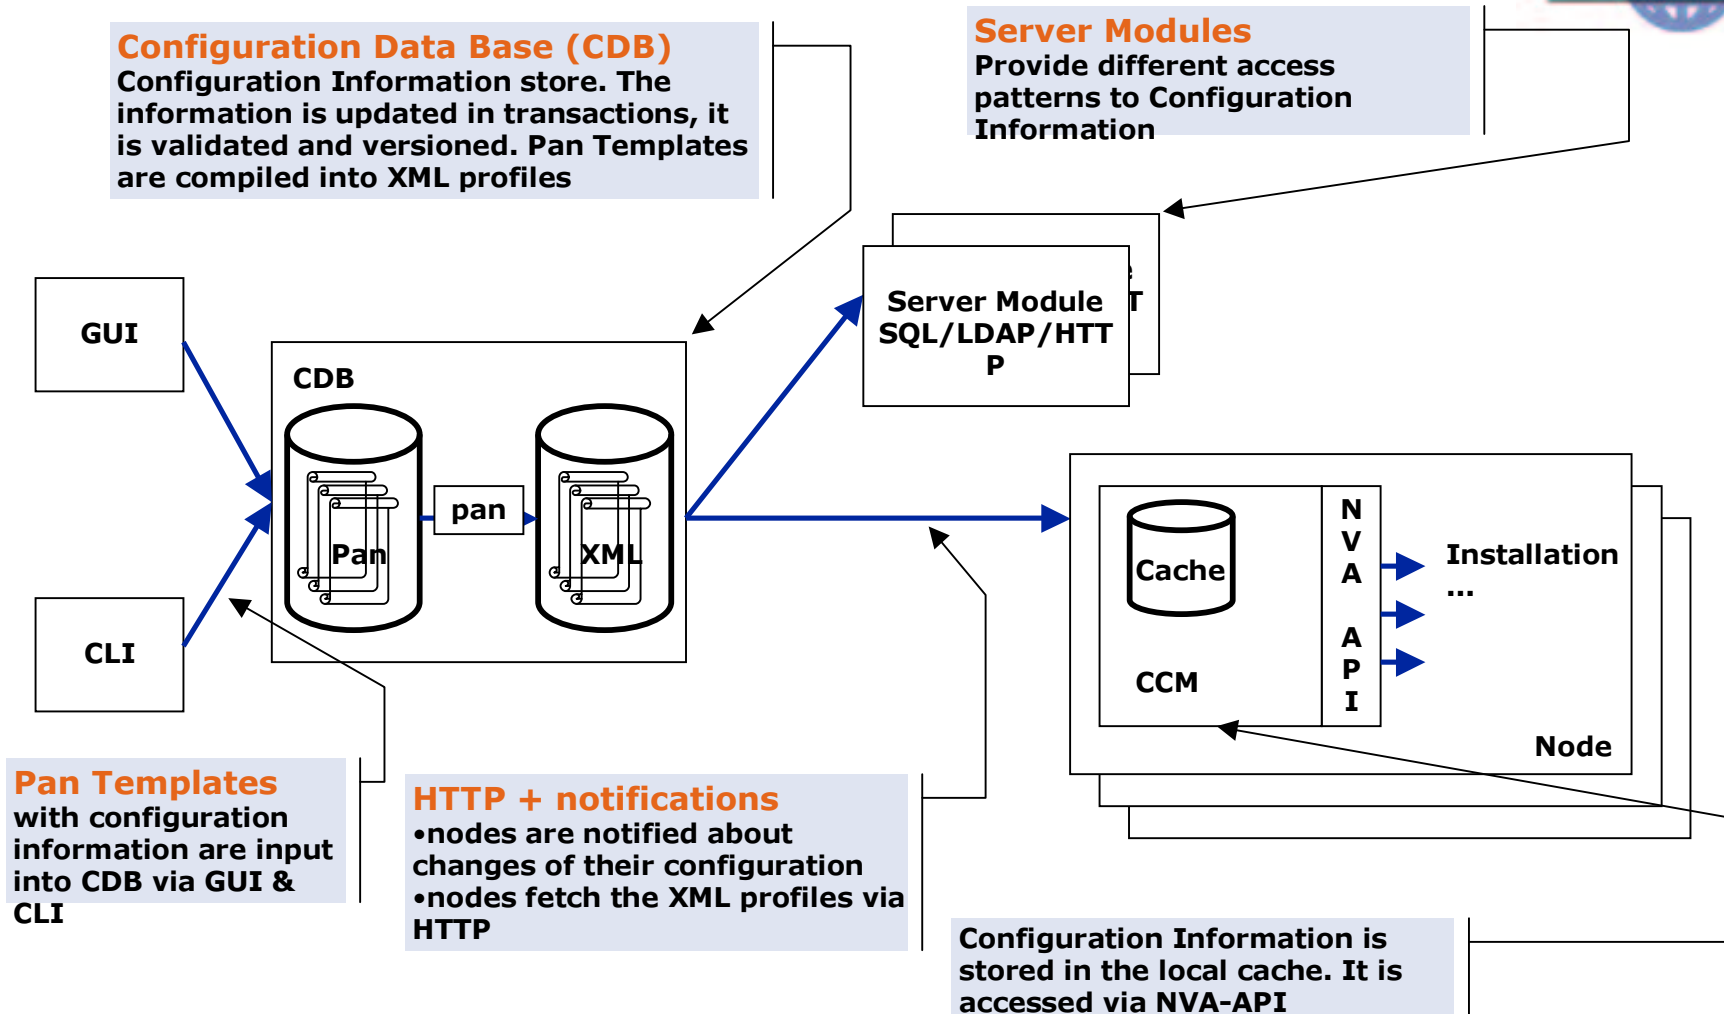 Configuration Data Base (CDB)
Configuration Information store. The
information is updated in transactions, it
is validated and versioned. Pan Templates
are compiled into XML profiles
Server Modules
Provide different access
patterns to Configuration
Information
GUI
CLI
CDB
Pan
pan
XML
Server Module
SQL/LDAP/HTT
P
T
Cache
CCM
N
V
A
A
P
I
Installation
...
Node
Pan Templates
with configuration
information are input
into CDB via GUI &
CLI
HTTP + notifications
•nodes are notified about
changes of their configuration
•nodes fetch the XML profiles via
HTTP
Configuration Information is
stored in the local cache. It is
accessed via NVA-API